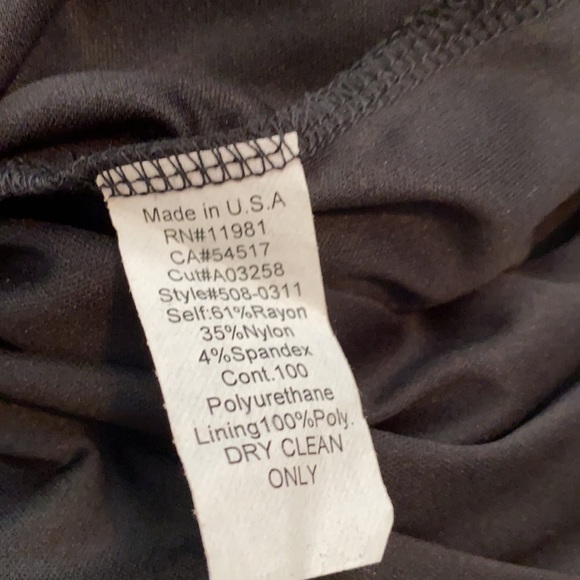 Made in U.S.A
RN#11981
CA#54517
Cut#A03258
Style#508-0311
Self:61%Rayon
35%Nylon
4%Spandex
Cont.100
Polyurethane
Lining100%Poly.
DRY CLEAN
ONLY